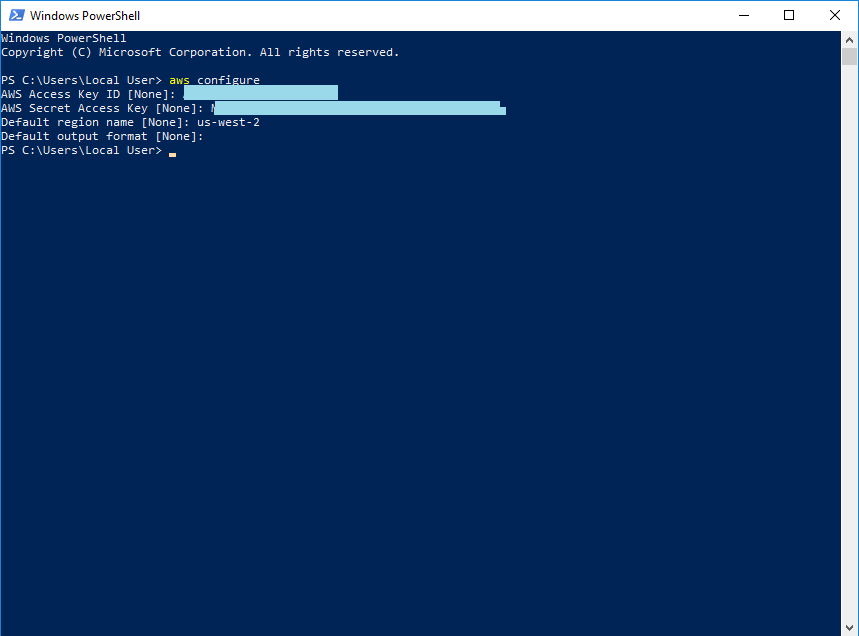 Windows PowerShell
Windows PowerShell
Copyright (C) Microsoft Corporation. All rights reserved.
PS C:\Users\Local User> aws configure
AWS Access Key ID [None]:
AWS Secret Access Key [None]:
Default region name [None]: us-west-2
Default output format [None]:
PS C:\Users\Local User>